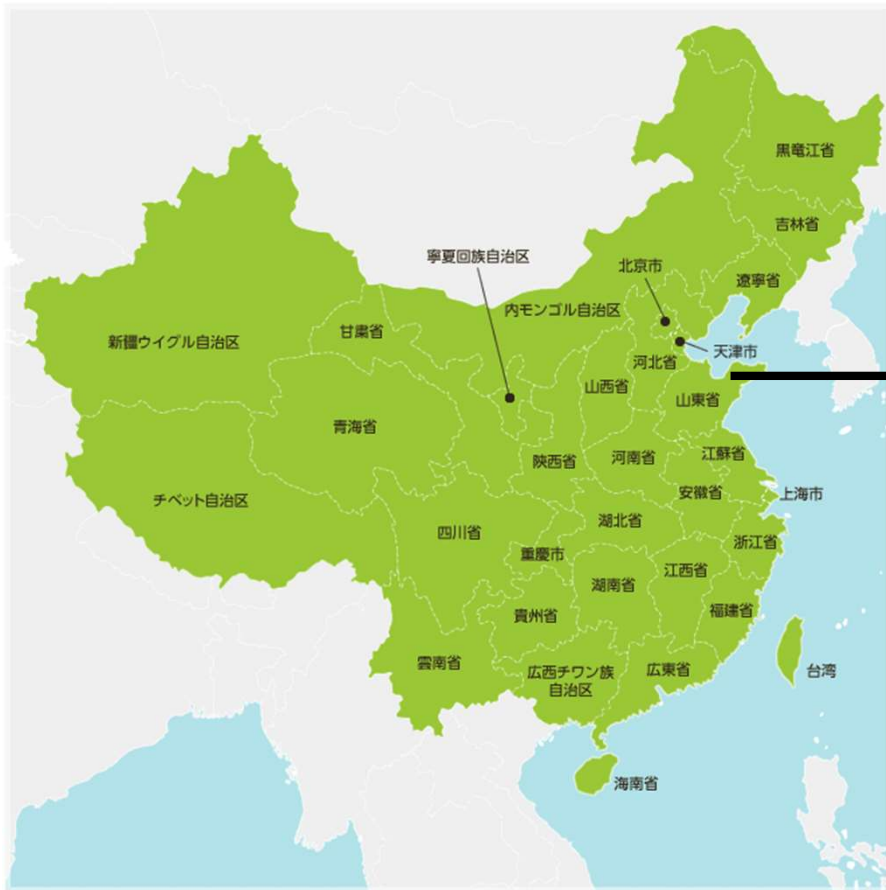 黒竜江省
吉林省
寧夏回族自治区
北京市
遼寧省
内モンゴル自治区
新疆ウイグル自治区
甘粛省
天津市
河北省
山西省
山東省
青海省
陝西省
河南省
江蘇省
チベット自治区
安徽省
上海市
四川省
湖北省
重慶市
浙江省
湖南省
江西省
貴州省
福建省
雲南省
広西チワン族
自治区
広東省
台湾
海南省